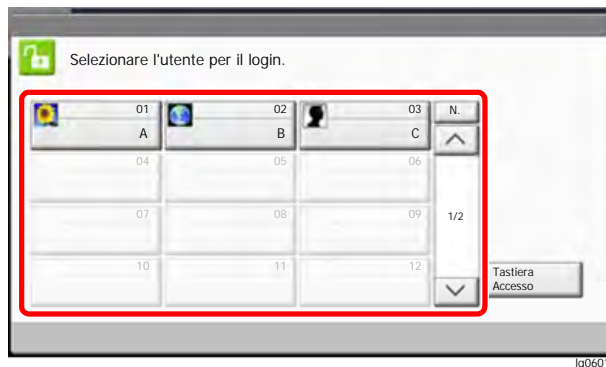 Selezionare l'utente per il login.
01 02 03 N.
A B C
04 05 06
07 08 09 1/2
10 11 12
Tastiera
Accesso